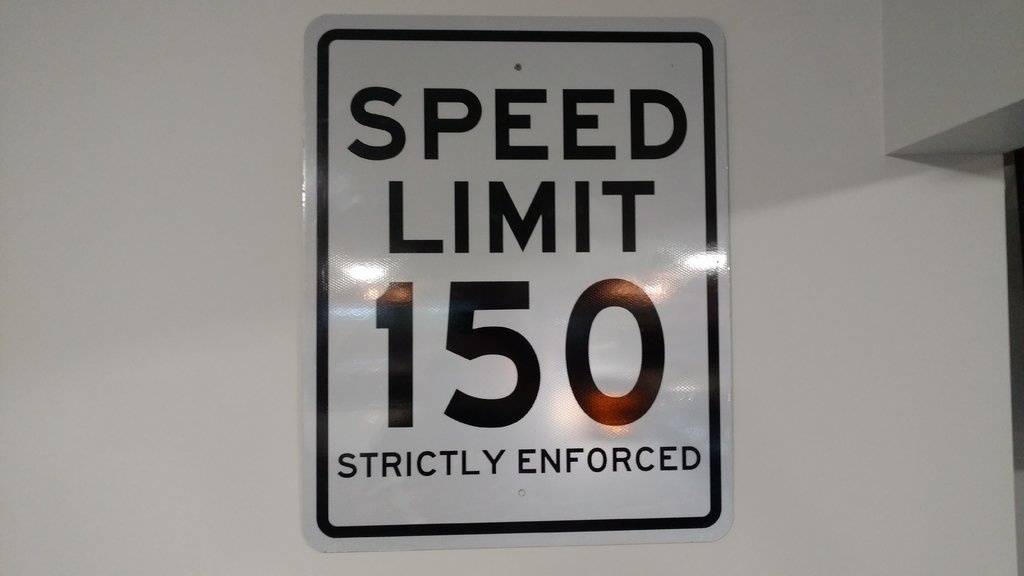 SPEED
LIMIT
150
STRICTLY ENFORCED